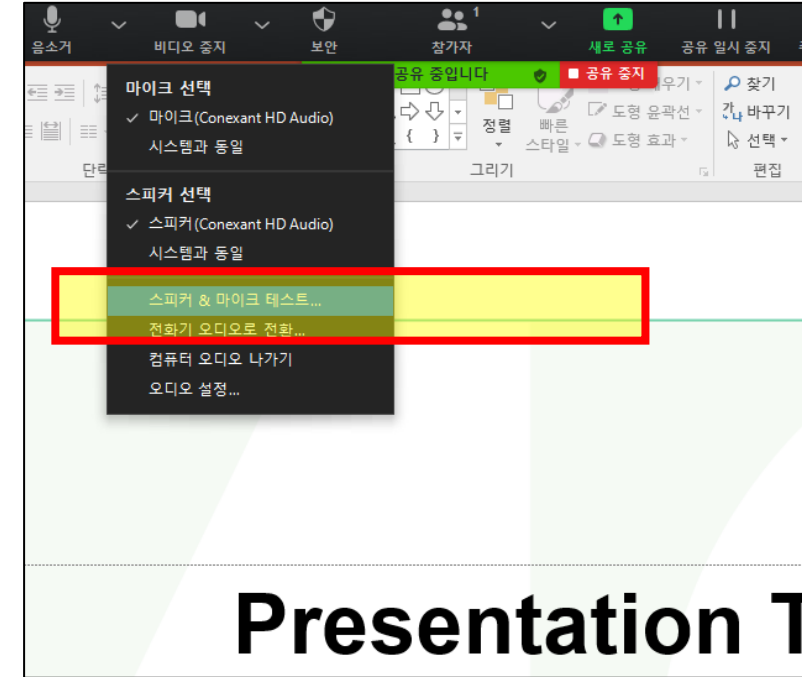 1
음소거 비디오 중지 보안 참가자 새로 공유 공유 일시 중지
공유 중입니다 공유 중지
마이크 선택
마이크(Conexant HD Audio)
시스템과 동일
스피커 선택
스피커(Conexant HD Audio)
시스템과 동일
스피커 & 마이크 테스트...
전화기 오디오로 전환...
컴퓨터 오디오 나가기
오디오 설정...
정렬
빠른
스타일
도형 윤곽선
도형 효과
찾기
바꾸기
선택
그리기
편집
Presentation T